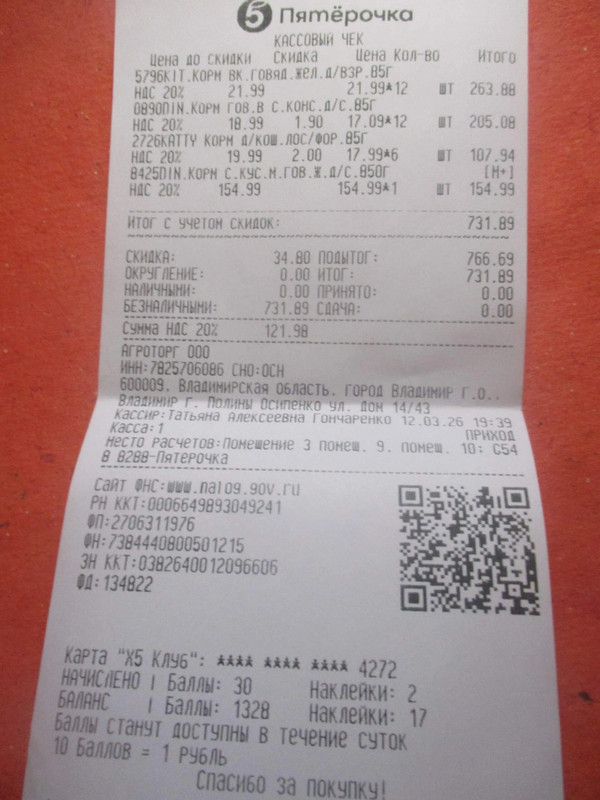 5 Пятёрочка
КАССОВЫЙ ЧЕК
Цена до скидки Скидка Цена Кол-во Итого
5796KIT.КОРМ ВК.ГОВЯД.ЖЕЛ.Д/ВЗР.85Г
НДС 20% 21.99 21.99*12 ШТ 263.88
0890DIN.КОРМ ГОВ.В С.КОНС.Д/С.85Г
НДС 20% 18.99 1.90 17.09*12 ШТ 205.08
2726KATTY КОРМ Д/КОШ.ЛОС/ФОР.85Г
НДС 20% 19.99 2.00 17.99*6 ШТ 107.94
8425DIN.КОРМ С.КУС.М.ГОВ.Ж.Д/С.850Г [М+]
НДС 20% 154.99 154.99*1 ШТ 154.99
Итог с учетом скидок: 731.89
СКИДКА: 34.80 ПОДЫТОГ: 766.69
ОКРУГЛЕНИЕ: 0.00 ИТОГ: 731.89
НАЛИЧНЫМИ: 0.00 ПРИНЯТО: 0.00
БЕЗНАЛИЧНЫМИ: 731.89 СДАЧА: 0.00
Сумма НДС 20% 121.98
Агроторг ООО
ИНН:7825706086 СНО:ОСН
600009. Владимирская область. город Владимир г.о..
Владимир г. Полины Осипенко ул. дом 14/43
Кассир:Татьяна Алексеевна Гончаренко 12.03.26 19:39
Касса:1 ПРИХОД
Место расчетов:Помещение 3 помещ. 9. помещ. 10: С54
8 8288-Пятерочка
Сайт ФНС:www.nalog.gov.ru
РН ККТ:0006649893049241
ФП:2706311976
ФН:7384440800501215
ЗН ККТ:0382640012096606
ФД:134822
Карта "X5 Клуб": **** **** **** 4272
НАЧИСЛЕНО | Баллы: 30 Наклейки: 2
БАЛАНС | Баллы: 1328 Наклейки: 17
Баллы станут доступны в течение суток
10 Баллов = 1 рубль
Спасибо за покупку!